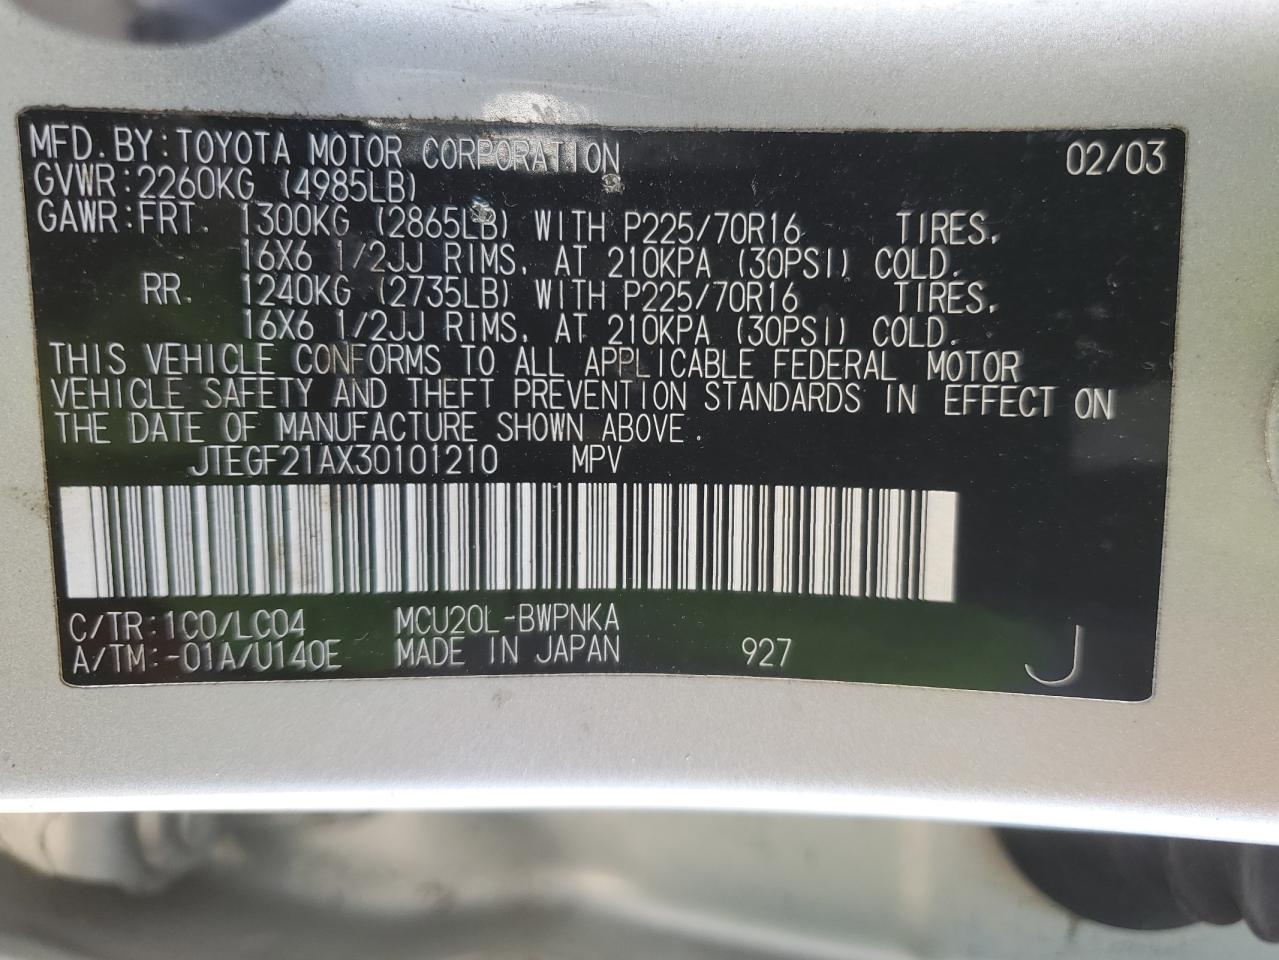 MFD. BY: TOYOTA MOTOR CORPORATION 02/03
GVWR: 2260KG (4985LB)
GAWR: FRT. 1300KG (2865LB) WITH P225/70R16 TIRES,
16X6 1/2JJ RIMS, AT 210KPA (30PSI) COLD.
RR. 1240KG (2735LB) WITH P225/70R16 TIRES,
16X6 1/2JJ RIMS, AT 210KPA (30PSI) COLD.
THIS VEHICLE CONFORMS TO ALL APPLICABLE FEDERAL MOTOR
VEHICLE SAFETY AND THEFT PREVENTION STANDARDS IN EFFECT ON
THE DATE OF MANUFACTURE SHOWN ABOVE.
JTEGF21AX30101210 MPV
C/TR: 1C0/LC04 MCU20L-BWPNKA
A/TM: -01A/U140E MADE IN JAPAN 927 J